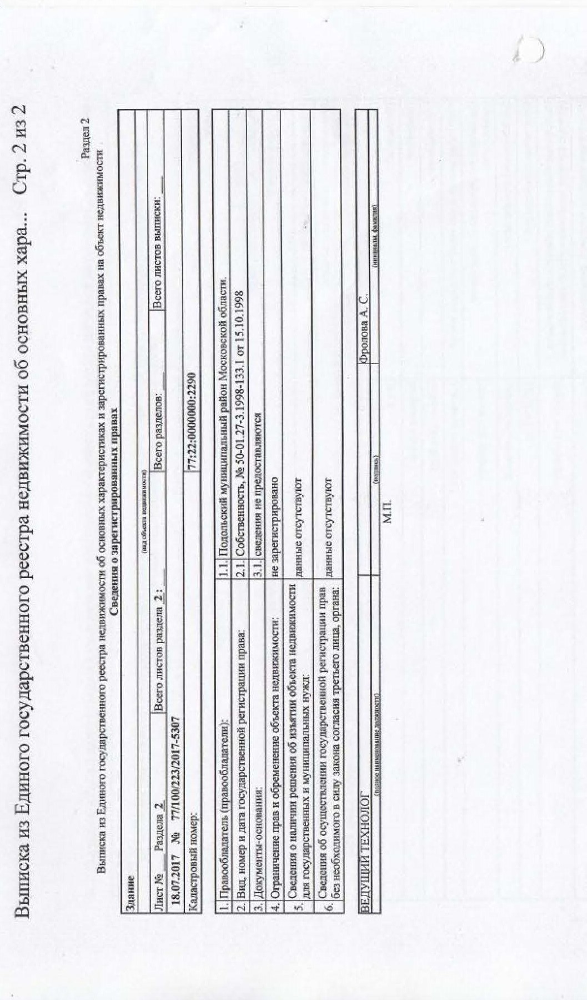 Выписка из Единого государственного реестра недвижимости об основных хара... Стр. 2 из 2
Раздел 2
Выписка из Единого государственного реестра недвижимости об основных характеристиках и зарегистрированных правах на объект недвижимости
Сведения о зарегистрированных правах
Здание
(вид объекта недвижимости)
Лист № ___ Раздела 2 Всего листов раздела 2 : ___ Всего разделов: ___ Всего листов выписки: ___
18.07.2017 № 77/100/223/2017-5307
Кадастровый номер: 77:22:0000000:2290
1. Правообладатель (правообладатели): 1.1. Подольский муниципальный район Московской области.
2. Вид, номер и дата государственной регистрации права: 2.1. Собственность, № 50-01.27-3.1998-133.1 от 15.10.1998
3. Документы-основания: 3.1. сведения не предоставляются
4. Ограничение прав и обременение объекта недвижимости: не зарегистрировано
5. Сведения о наличии решения об изъятии объекта недвижимости
для государственных и муниципальных нужд: данные отсутствуют
6. Сведения об осуществлении государственной регистрации прав
без необходимого в силу закона согласия третьего лица, органа: данные отсутствуют
ВЕДУЩИЙ ТЕХНОЛОГ Фролова А. С.
(полное наименование должности) (подпись) (инициалы, фамилия)
М.П.